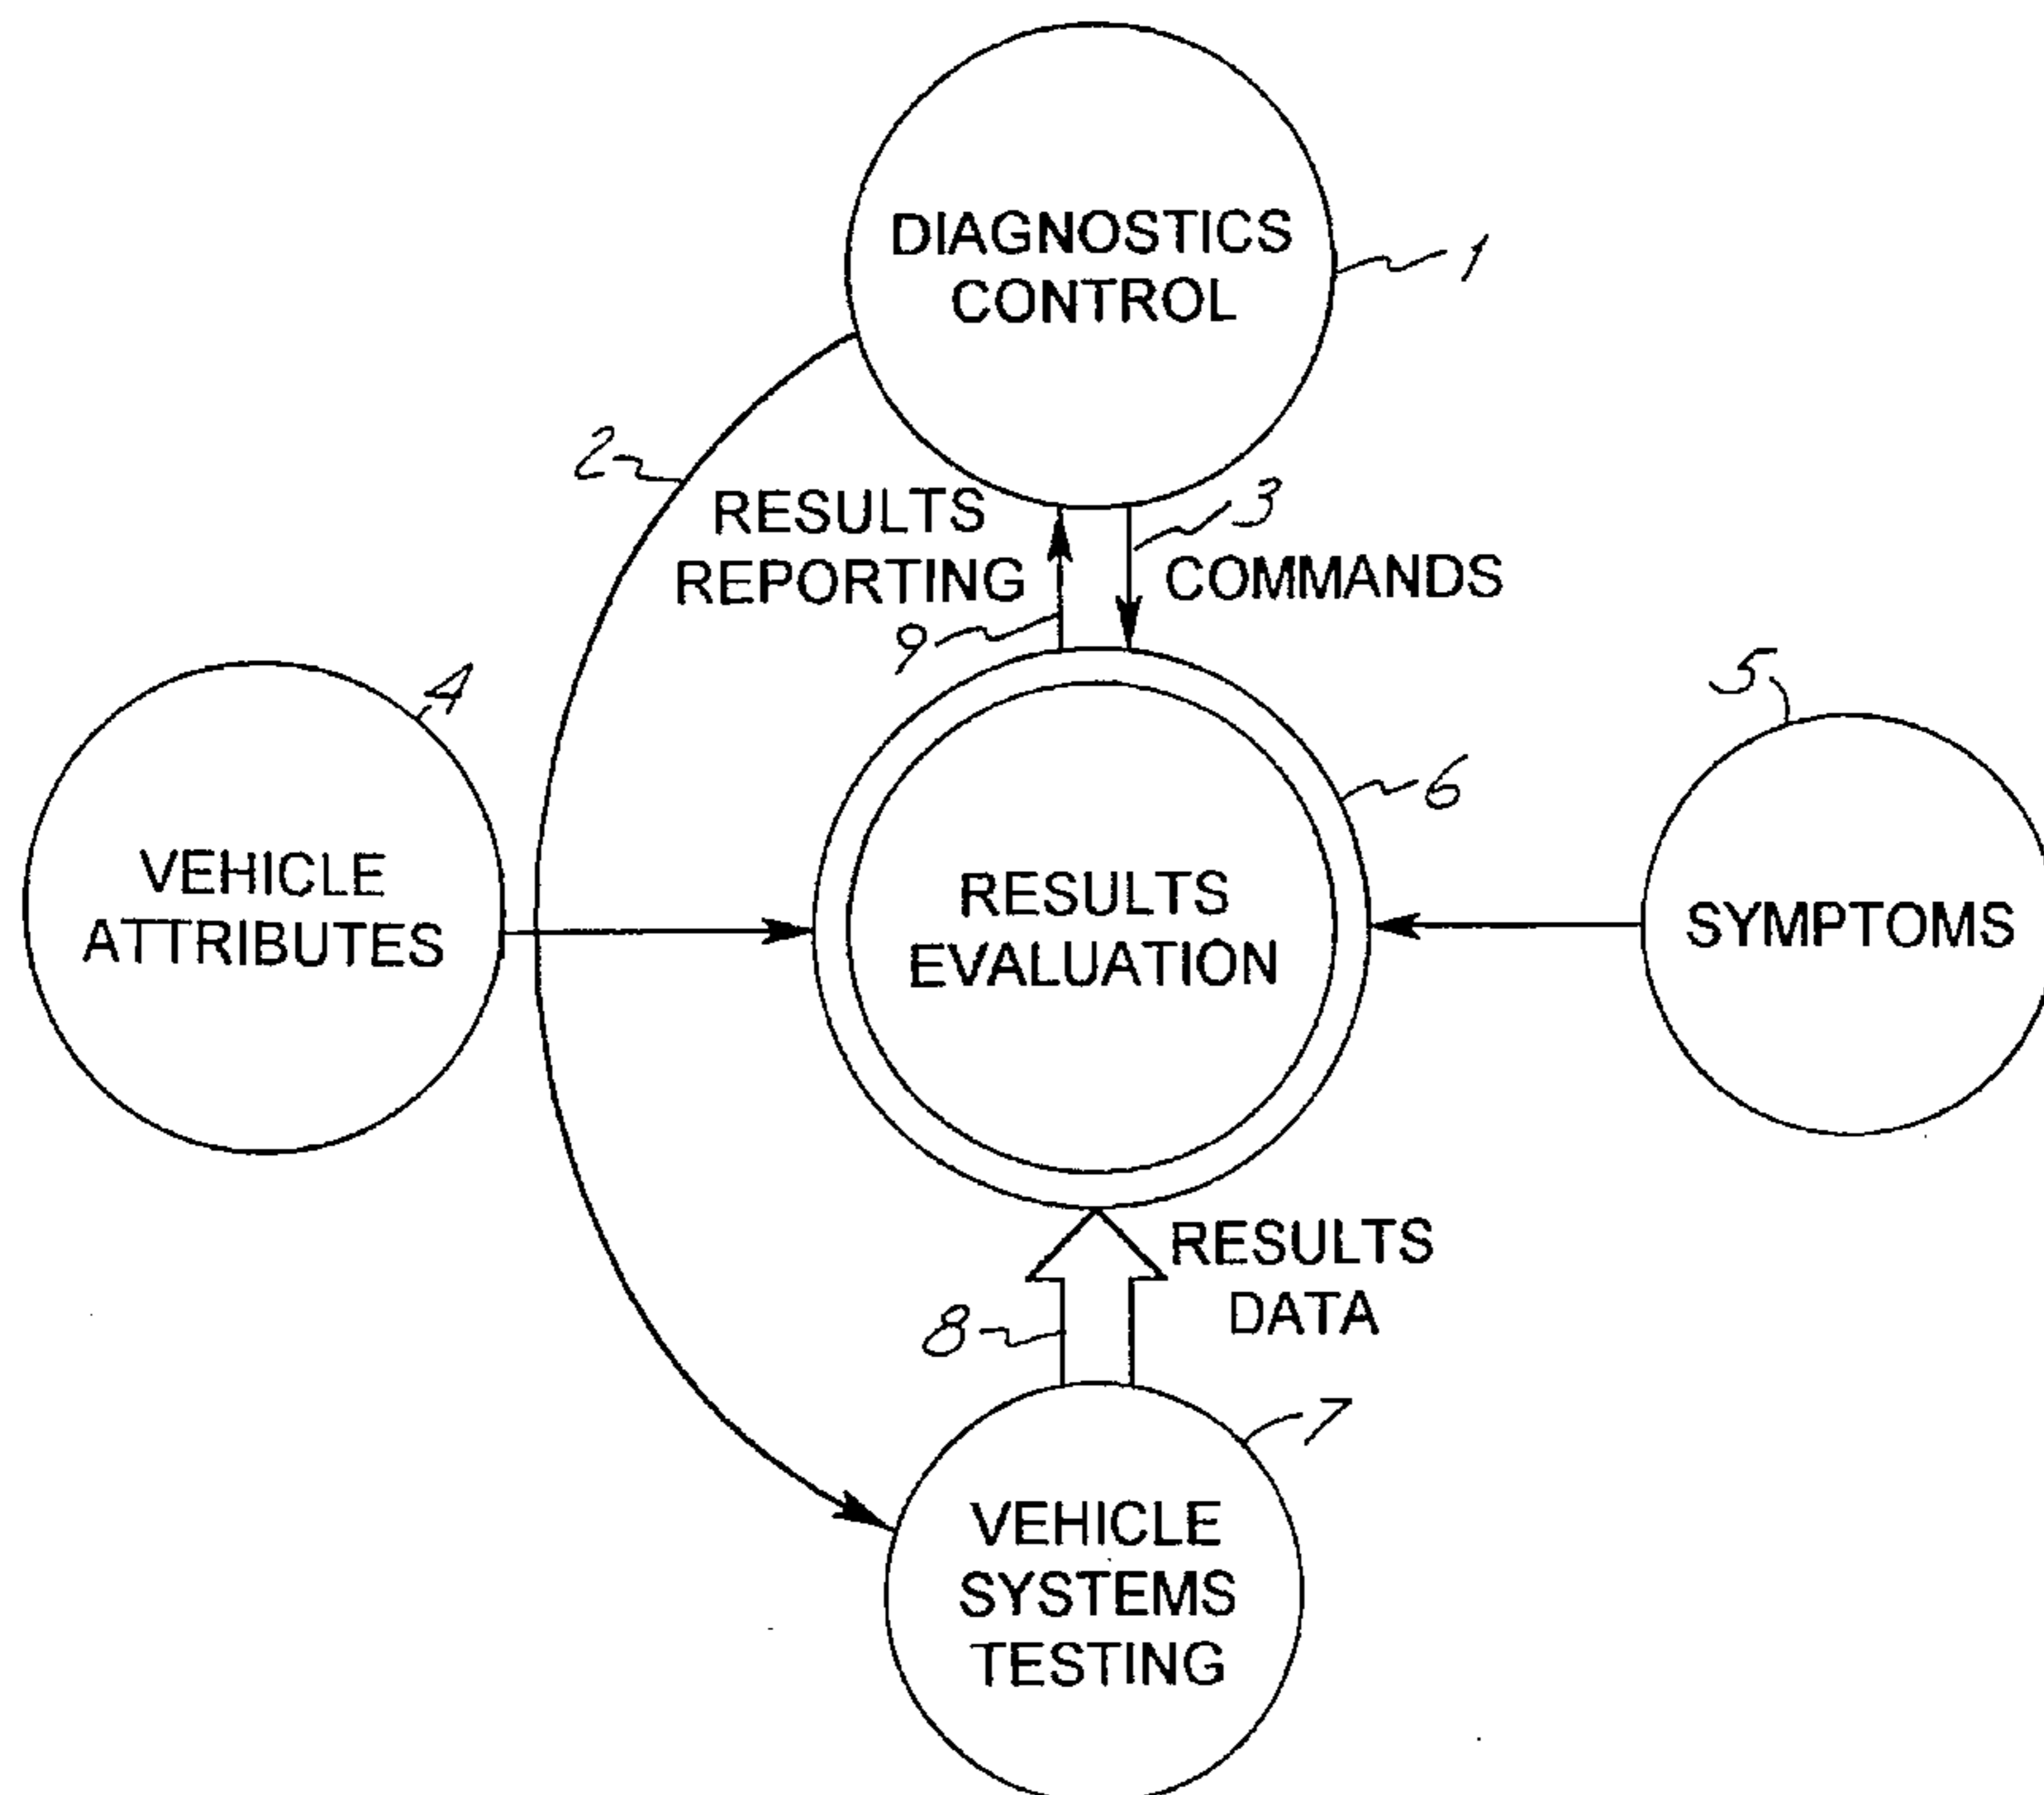 DIAGNOSTICS
CONTROL
1
2
RESULTS
REPORTING
3
COMMANDS
9
4
5
VEHICLE
ATTRIBUTES
RESULTS
EVALUATION
6
SYMPTOMS
RESULTS
DATA
8
7
VEHICLE
SYSTEMS
TESTING